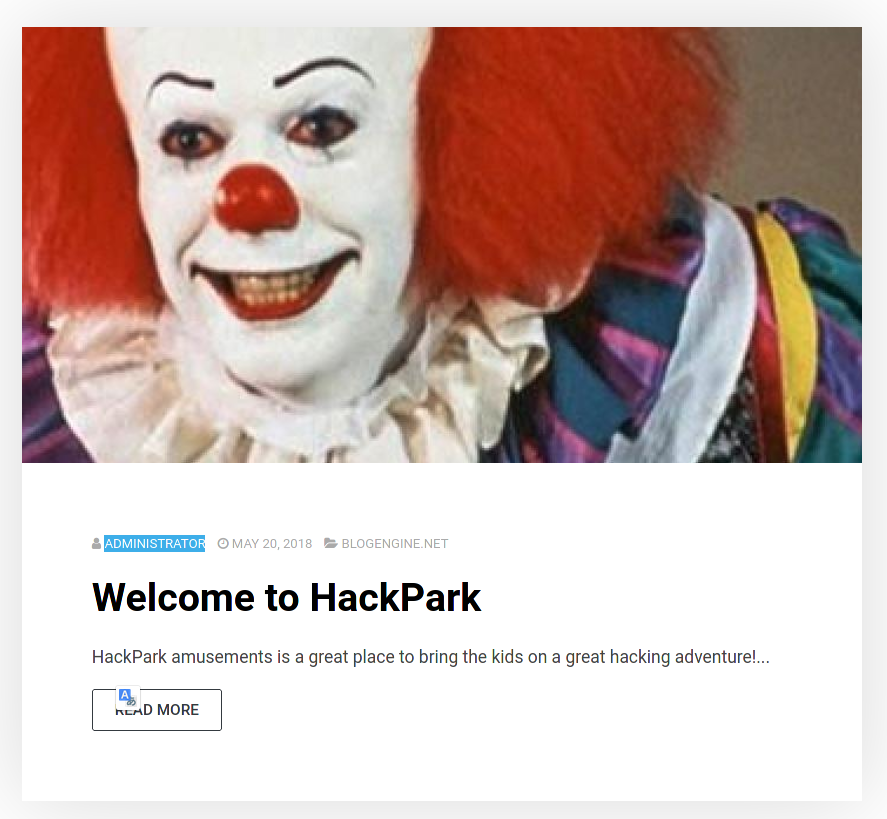 ADMINISTRATOR MAY 20, 2018 BLOGENGINE.NET
Welcome to HackPark
HackPark amusements is a great place to bring the kids on a great hacking adventure!...
READ MORE